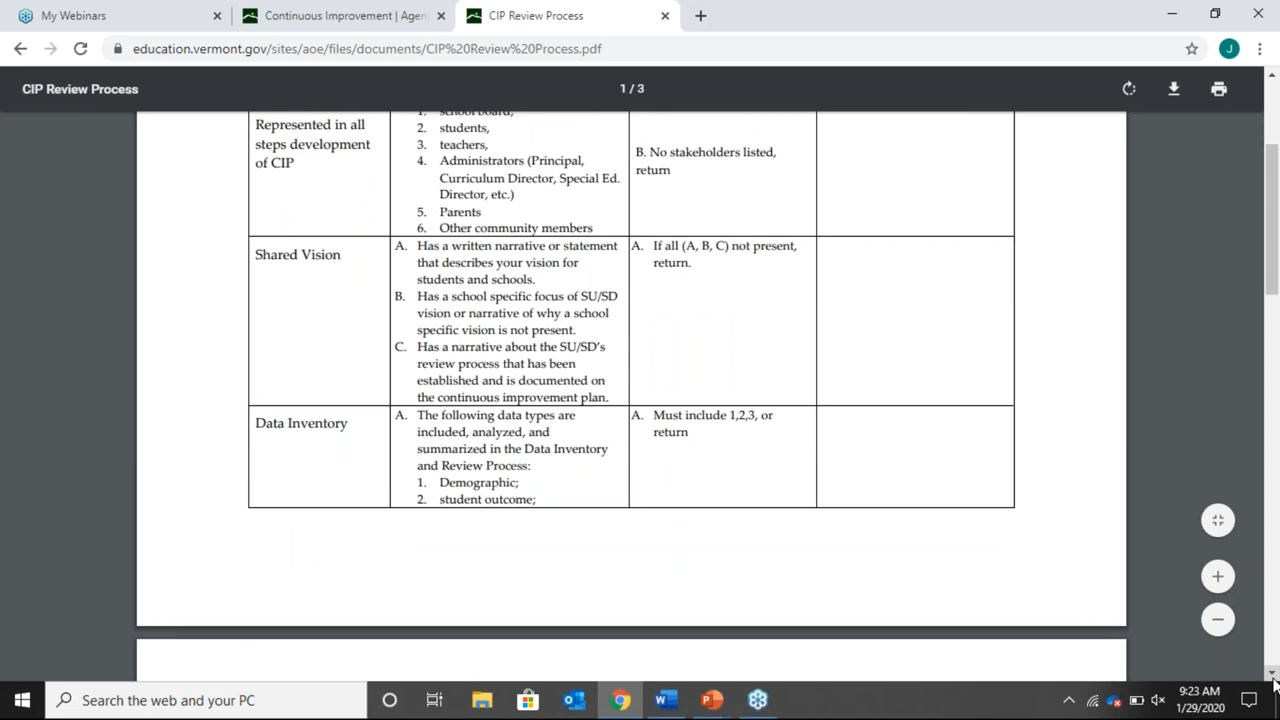 My Webinars
Continuous Improvement | Agen
CIP Review Process
education.vermont.gov/sites/aoe/files/documents/CIP%20Review%20Process.pdf
J
CIP Review Process
1 / 3
Represented in all
steps development
of CIP
1. school board,
2. students,
3. teachers,
4. Administrators (Principal,
Curriculum Director, Special Ed.
Director, etc.)
5. Parents
6. Other community members
B. No stakeholders listed,
return
Shared Vision
A. Has a written narrative or statement
that describes your vision for
students and schools.
B. Has a school specific focus of SU/SD
vision or narrative of why a school
specific vision is not present.
C. Has a narrative about the SU/SD's
review process that has been
established and is documented on
the continuous improvement plan.
A. If all (A, B, C) not present,
return.
Data Inventory
A. The following data types are
included, analyzed, and
summarized in the Data Inventory
and Review Process:
1. Demographic;
2. student outcome;
A. Must include 1,2,3, or
return
Search the web and your PC
9:23 AM
1/29/2020